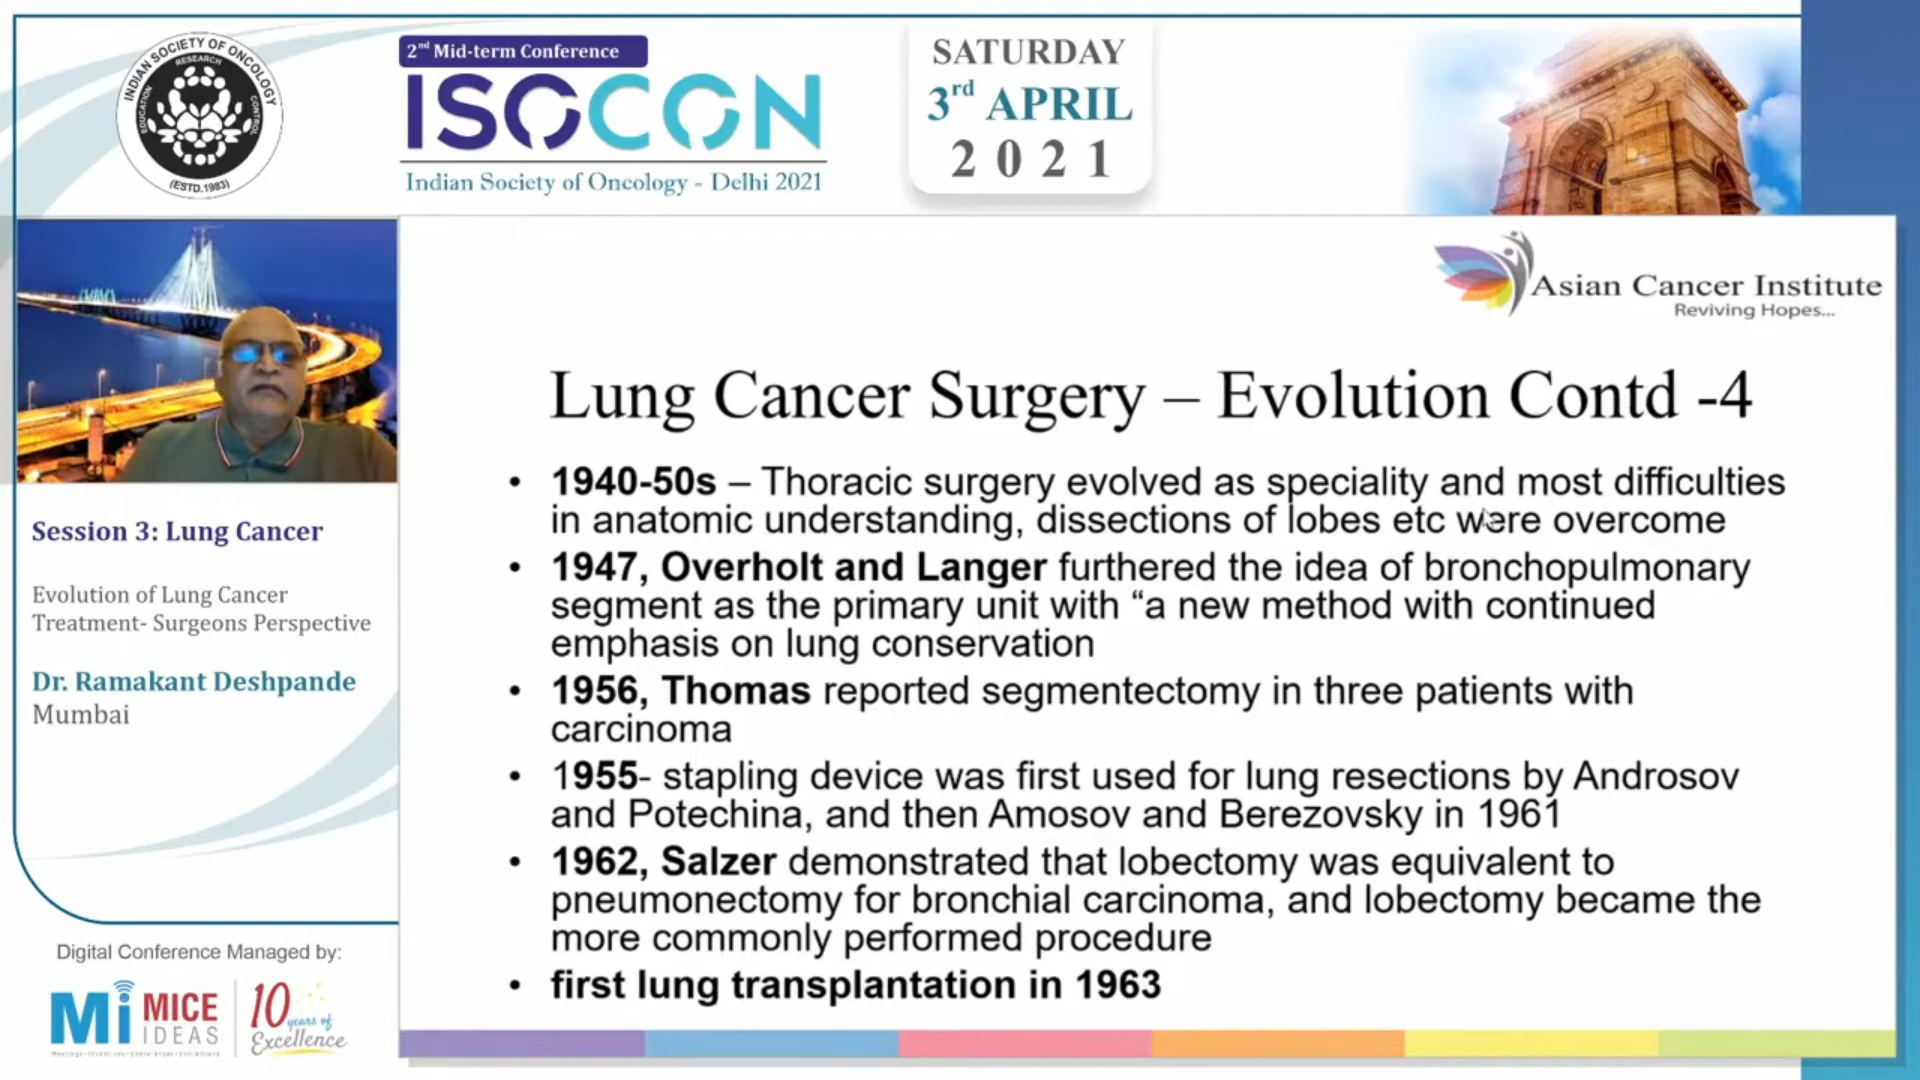 INDIAN SOCIETY OF ONCOLOGY
RESEARCH
EDUCATION
CONTROL
(ESTD.1983)
2nd Mid-term Conference
ISOCON
Indian Society of Oncology - Delhi 2021
SATURDAY
3rd APRIL
2021
Session 3: Lung Cancer
Evolution of Lung Cancer
Treatment- Surgeons Perspective
Dr. Ramakant Deshpande
Mumbai
Digital Conference Managed by:
Mi MICE
IDEAS
10
years of
Excellence
Asian Cancer Institute
Reviving Hopes...
Lung Cancer Surgery – Evolution Contd -4
• 1940-50s – Thoracic surgery evolved as speciality and most difficulties
in anatomic understanding, dissections of lobes etc were overcome
• 1947, Overholt and Langer furthered the idea of bronchopulmonary
segment as the primary unit with “a new method with continued
emphasis on lung conservation
• 1956, Thomas reported segmentectomy in three patients with
carcinoma
• 1955- stapling device was first used for lung resections by Androsov
and Potechina, and then Amosov and Berezovsky in 1961
• 1962, Salzer demonstrated that lobectomy was equivalent to
pneumonectomy for bronchial carcinoma, and lobectomy became the
more commonly performed procedure
• first lung transplantation in 1963